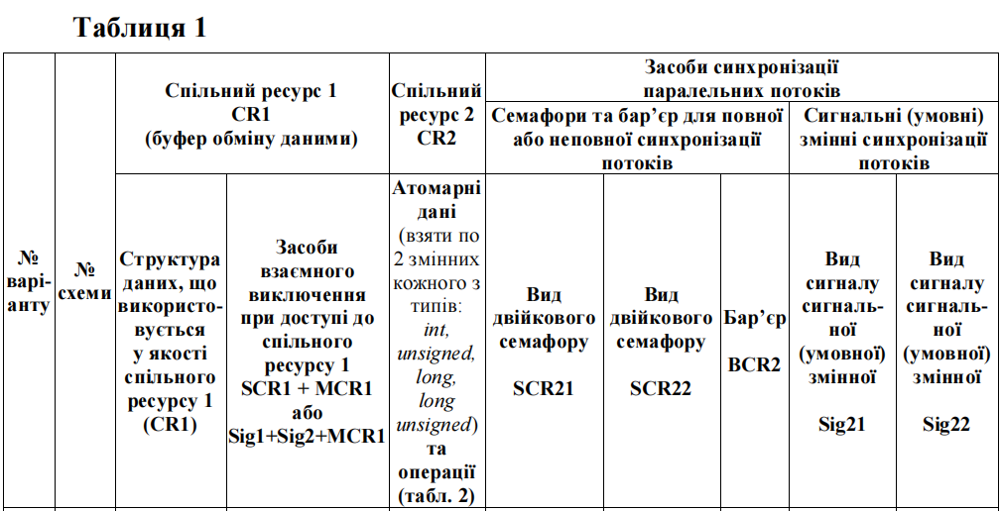 Таблиця 1
№
варі-
анту
№
схеми
Спільний ресурс 1
CR1
(буфер обміну даними)
Структура
даних, що
використо-
вується
у якості
спільного
ресурсу 1
(CR1)
Засоби
взаємного
виключення
при доступі до
спільного
ресурсу 1
SCR1 + MCR1
або
Sig1+Sig2+MCR1
Спільний
ресурс 2
CR2
Атомарні
дані
(взяти по
2 змінних
кожного з
типів:
int,
unsigned,
long,
long
unsigned)
та
операції
(табл. 2)
Засоби синхронізації
паралельних потоків
Семафори та бар’єр для повної
або неповної синхронізації
потоків
Вид
двійкового
семафору
SCR21
Вид
двійкового
семафору
SCR22
Бар’єр
BCR2
Сигнальні (умовні)
змінні синхронізації
потоків
Вид
сигналу
сигналь-
ної
(умовної)
змінної
Sig21
Вид
сигналу
сигналь-
ної
(умовної)
змінної
Sig22